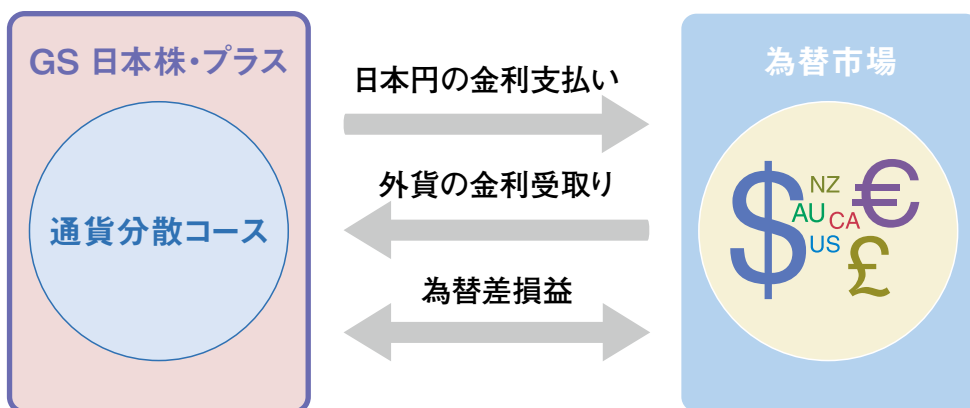 GS 日本株・プラス
通貨分散コース
日本円の金利支払い
外貨の金利受取り
為替差損益
為替市場
$
NZ
AU
CA
US
€
£